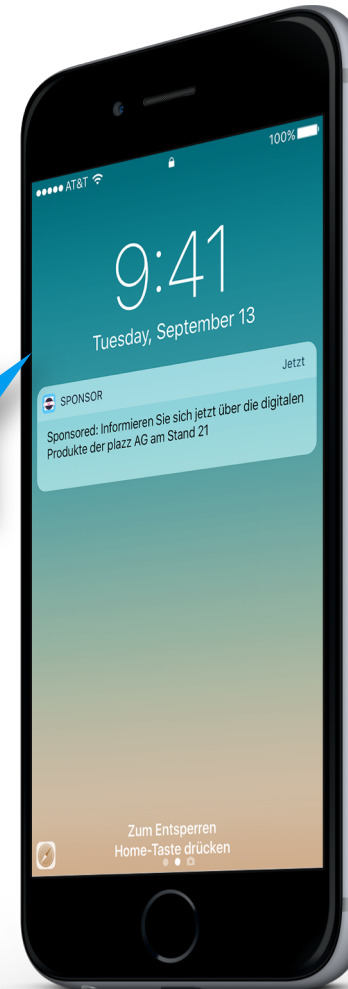 AT&T
100%
9:41
Tuesday, September 13
SPONSOR
Jetzt
Sponsored: Informieren Sie sich jetzt über die digitalen
Produkte der plazz AG am Stand 21
Zum Entsperren
Home-Taste drücken